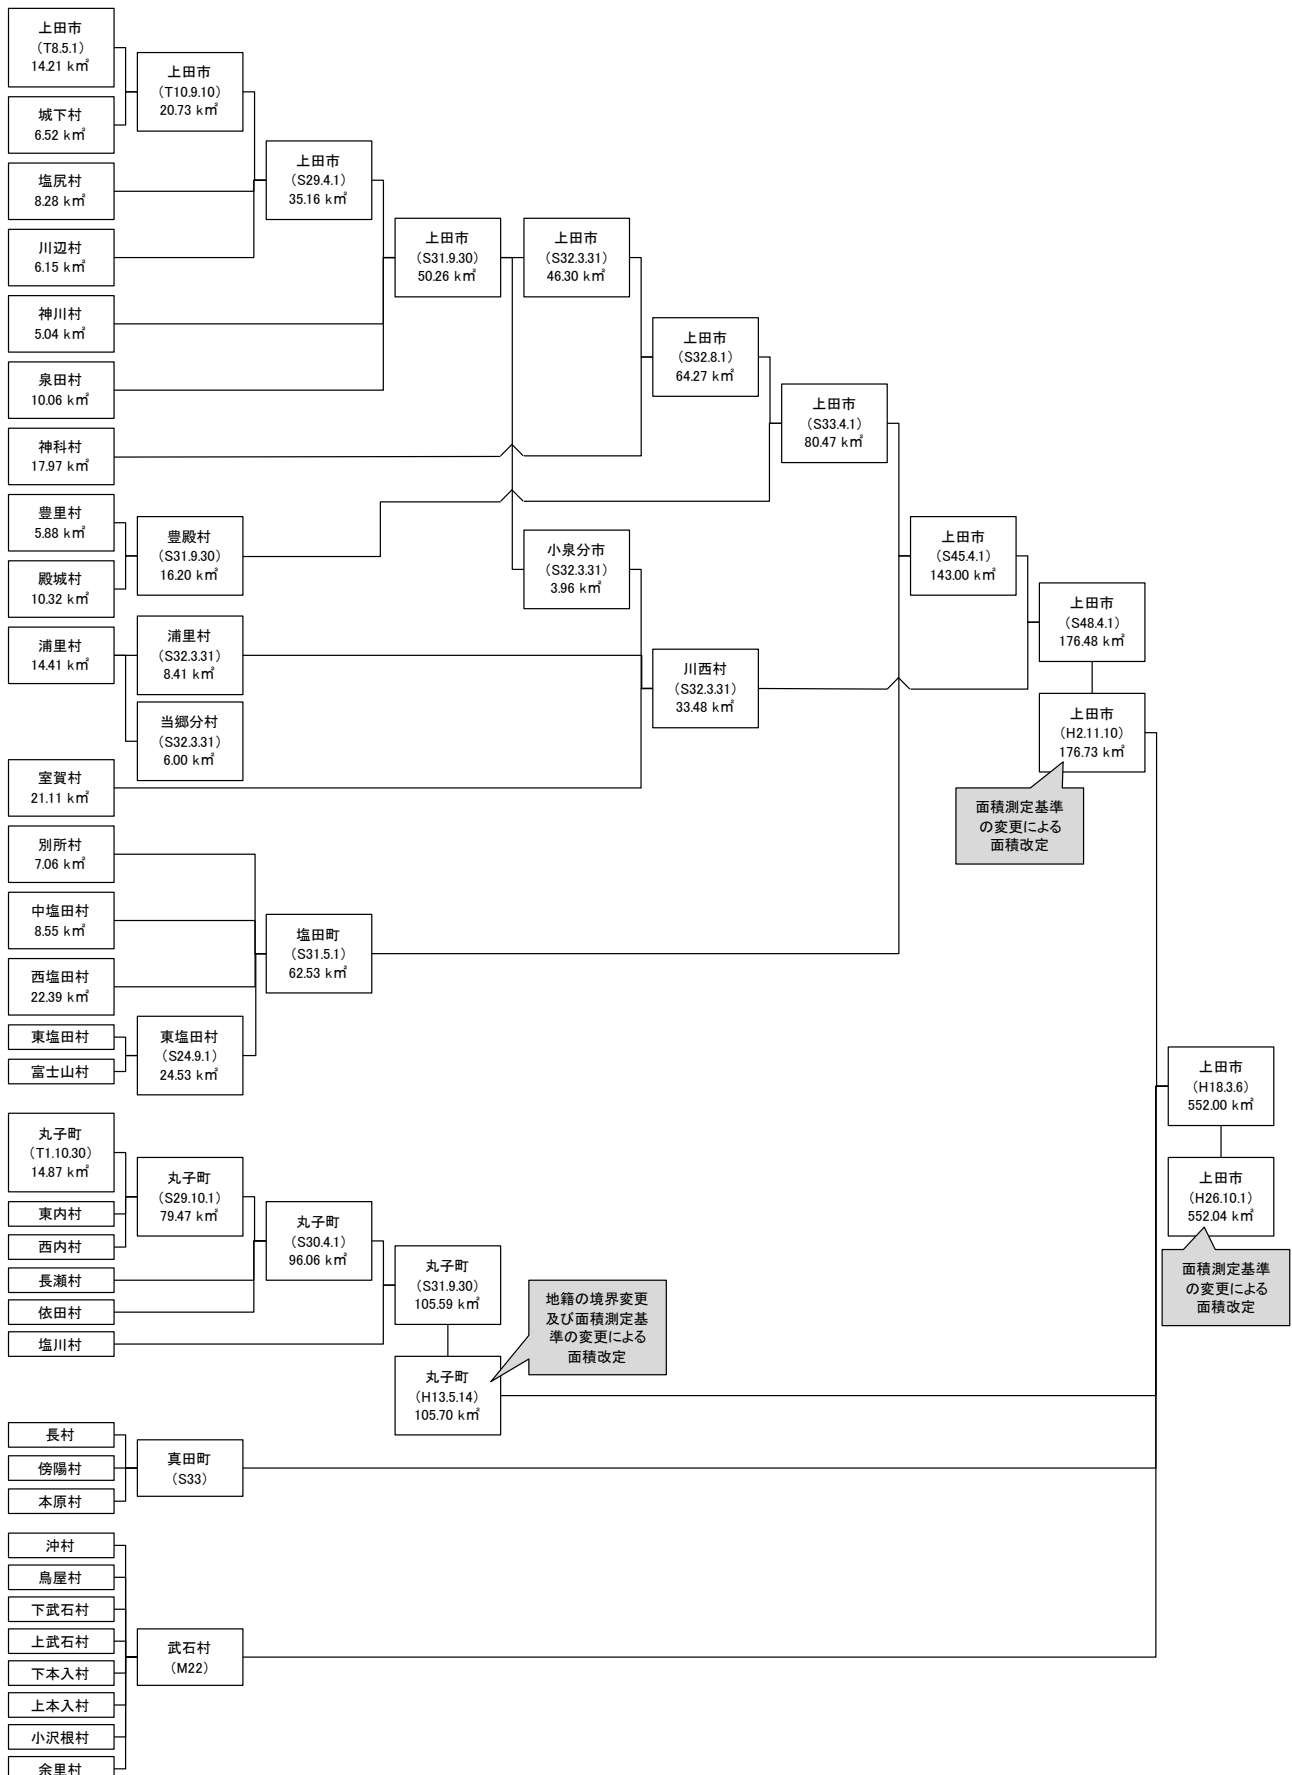 上田市
(T8.5.1)
14.21 k㎡
城下村
6.52 k㎡
上田市
(T10.9.10)
20.73 k㎡
塩尻村
8.28 k㎡
川辺村
6.15 k㎡
上田市
(S29.4.1)
35.16 k㎡
神川村
5.04 k㎡
泉田村
10.06 k㎡
上田市
(S31.9.30)
50.26 k㎡
上田市
(S32.3.31)
46.30 k㎡
神科村
17.97 k㎡
上田市
(S32.8.1)
64.27 k㎡
豊里村
5.88 k㎡
殿城村
10.32 k㎡
豊殿村
(S31.9.30)
16.20 k㎡
上田市
(S33.4.1)
80.47 k㎡
小泉分市
(S32.3.31)
3.96 k㎡
浦里村
14.41 k㎡
浦里村
(S32.3.31)
8.41 k㎡
当郷分村
(S32.3.31)
6.00 k㎡
室賀村
21.11 k㎡
川西村
(S32.3.31)
33.48 k㎡
上田市
(S45.4.1)
143.00 k㎡
上田市
(S48.4.1)
176.48 k㎡
上田市
(H2.11.10)
176.73 k㎡
面積測定基準
の変更による
面積改定
別所村
7.06 k㎡
中塩田村
8.55 k㎡
西塩田村
22.39 k㎡
東塩田村
富士山村
東塩田村
(S24.9.1)
24.53 k㎡
塩田町
(S31.5.1)
62.53 k㎡
上田市
(H18.3.6)
552.00 k㎡
上田市
(H26.10.1)
552.04 k㎡
面積測定基準
の変更による
面積改定
丸子町
(T1.10.30)
14.87 k㎡
東内村
西内村
丸子町
(S29.10.1)
79.47 k㎡
長瀬村
依田村
丸子町
(S30.4.1)
96.06 k㎡
塩川村
丸子町
(S31.9.30)
105.59 k㎡
丸子町
(H13.5.14)
105.70 k㎡
地籍の境界変更
及び面積測定基
準の変更による
面積改定
長村
傍陽村
本原村
真田町
(S33)
沖村
鳥屋村
下武石村
上武石村
下本入村
上本入村
小沢根村
余里村
武石村
(M22)